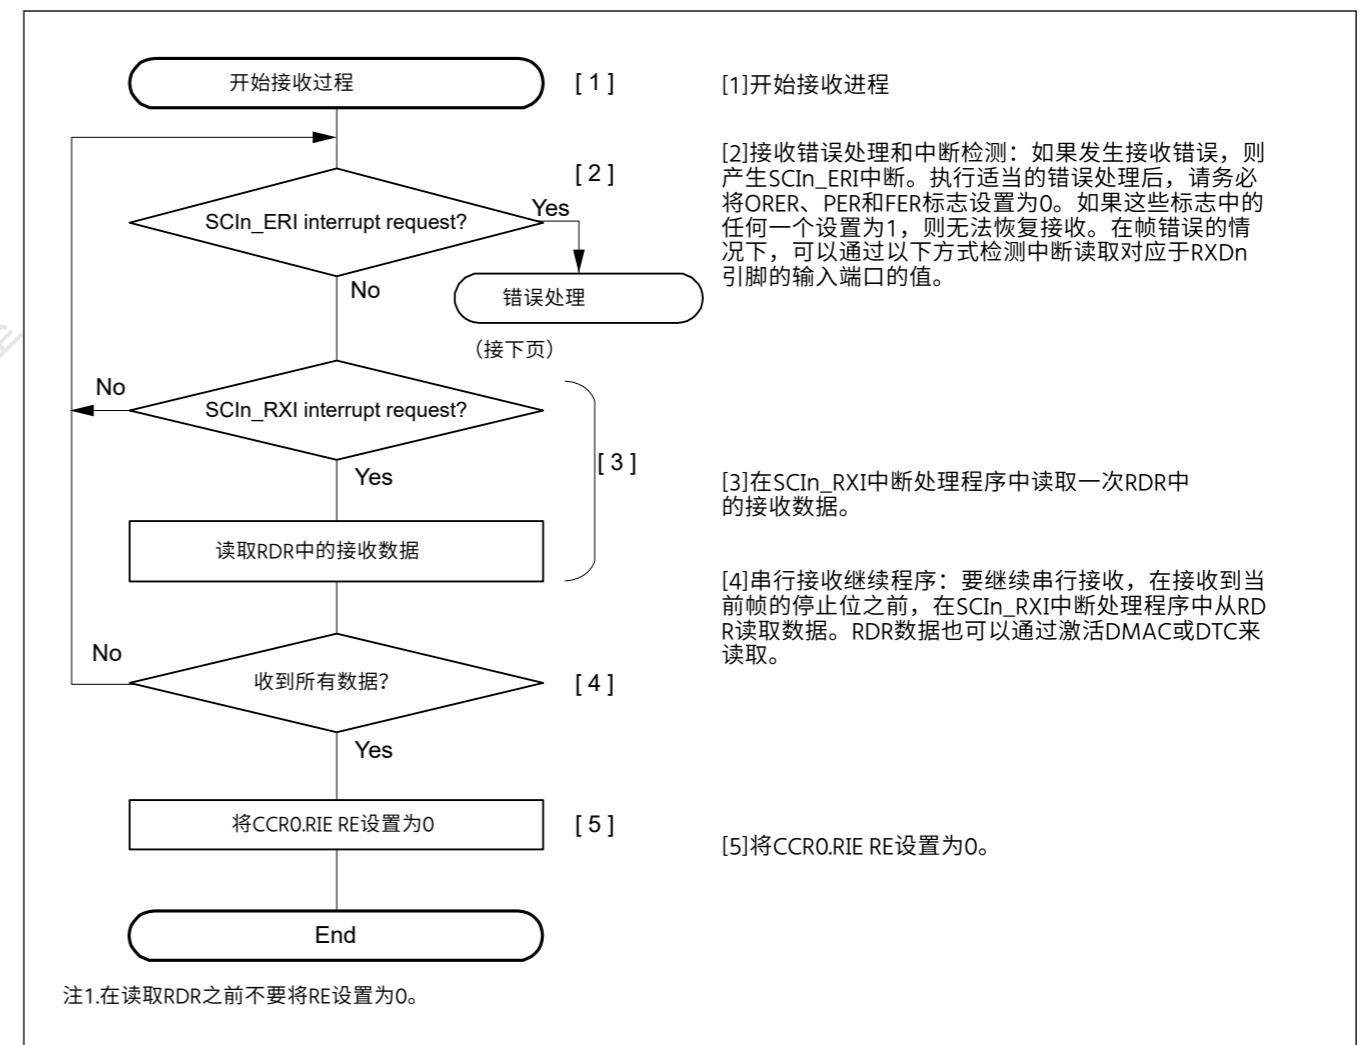 开始接收过程
[ 1 ]
[1]开始接收进程
[2]接收错误处理和中断检测：如果发生接收错误，则
产生SCIn_ERI中断。执行适当的错误处理后，请务必
将ORER、PER和FER标志设置为0。如果这些标志中的
任何一个设置为1，则无法恢复接收。在帧错误的情
况下，可以通过以下方式检测中断读取对应于RXDn
引脚的输入端口的值。
[ 2 ]
SCIn_ERI interrupt request?
Yes
No
错误处理
（接下页）
No
SCIn_RXI interrupt request?
Yes
[ 3 ]
[3]在SCIn_RXI中断处理程序中读取一次RDR中
的接收数据。
读取RDR中的接收数据
[4]串行接收继续程序：要继续串行接收，在接收到当
前帧的停止位之前，在SCIn_RXI中断处理程序中从RD
R读取数据。RDR数据也可以通过激活DMAC或DTC来
读取。
No
收到所有数据？
[ 4 ]
Yes
将CCR0.RIE RE设置为0
[ 5 ]
[5]将CCR0.RIE RE设置为0。
End
注1.在读取RDR之前不要将RE设置为0。